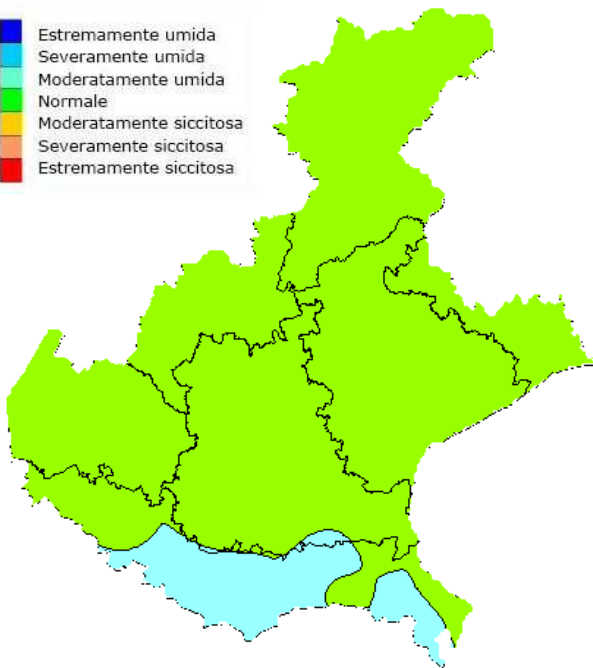 Estremamente umida
Severamente umida
Moderatamente umida
Normale
Moderatamente siccitosa
Severamente siccitosa
Estremamente siccitosa